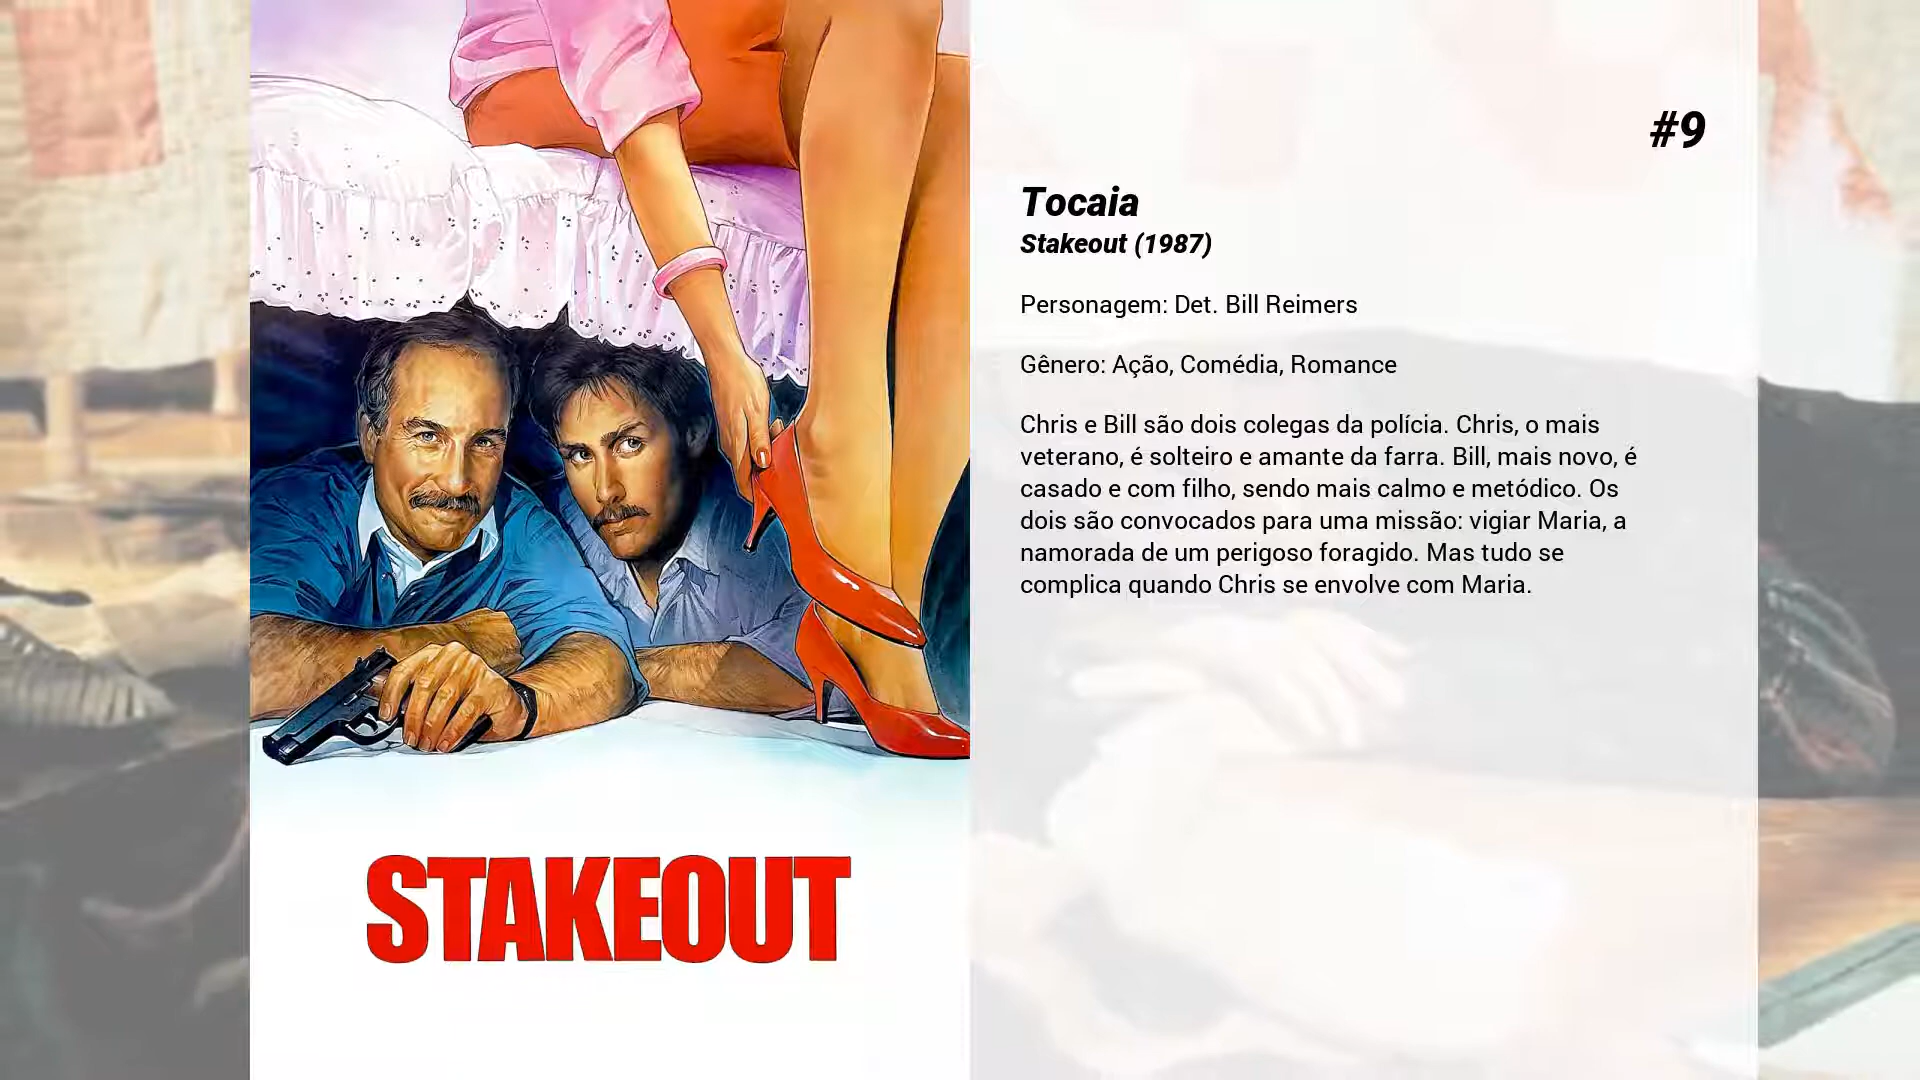 #9
Tocaia
Stakeout (1987)
Personagem: Det. Bill Reimers
Gênero: Ação, Comédia, Romance
Chris e Bill são dois colegas da polícia. Chris, o mais
veterano, é solteiro e amante da farra. Bill, mais novo, é
casado e com filho, sendo mais calmo e metódico. Os
dois são convocados para uma missão: vigiar Maria, a
namorada de um perigoso foragido. Mas tudo se
complica quando Chris se envolve com Maria.
STAKEOUT